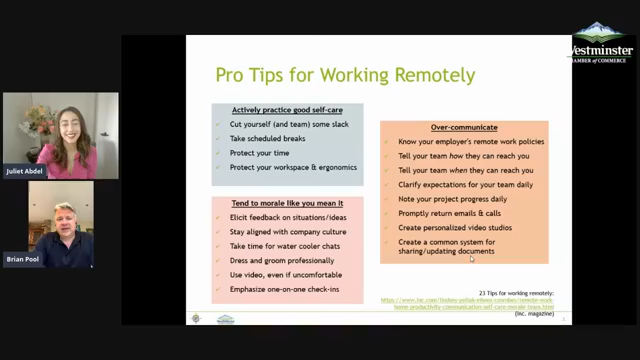 Westminster
CHAMBER of COMMERCE
Pro Tips for Working Remotely
Actively practice good self-care
Cut yourself (and team) some slack
Take scheduled breaks
Protect your time
Protect your workspace & ergonomics
Tend to morale like you mean it
Elicit feedback on situations/ideas
Stay aligned with company culture
Take time for water cooler chats
Dress and groom professionally
Use video, even if uncomfortable
Emphasize one-on-one check-ins
Over-communicate
Know your employer's remote work policies
Tell your team how they can reach you
Tell your team when they can reach you
Clarify expectations for your team daily
Note your project progress daily
Promptly return emails & calls
Create personalized video studios
Create a common system for
sharing/updating documents
23 Tips for working remotely:
(Inc. magazine)
Juliet Abdel
Brian Pool